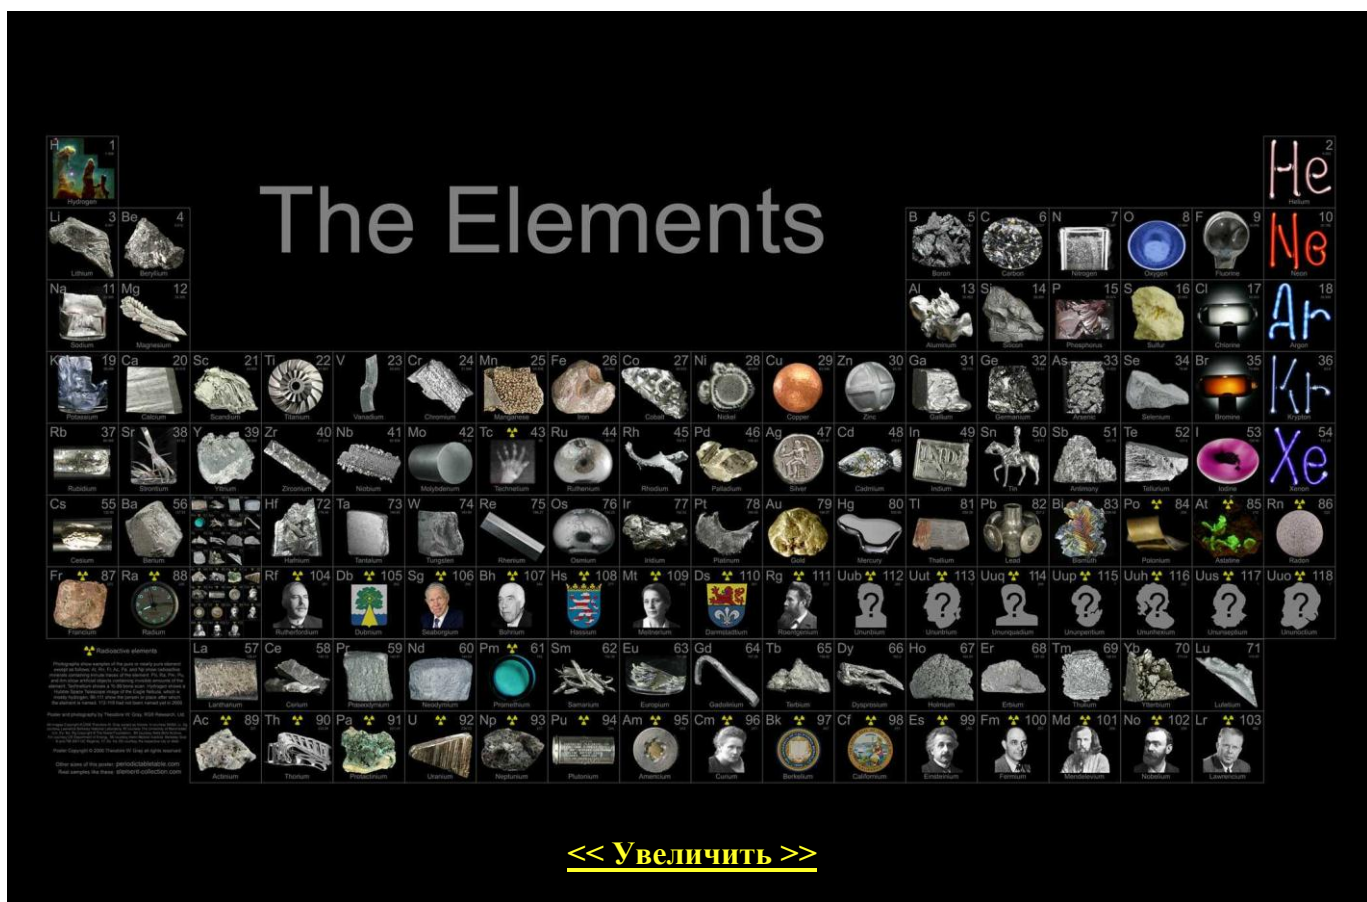 H 1
2
The Elements
He
Hydrogen
Helium
Li 3 Be 4
B 5 C 6 N 7 O 8 F 9 10
Ne
Lithium Beryllium
Boron Carbon Nitrogen Oxygen Fluorine Neon
Na 11 Mg 12
Al 13 Si 14 P 15 S 16 Cl 17 18
Ar
Sodium Magnesium
Aluminum Silicon Phosphorus Sulfur Chlorine Argon
K 19 Ca 20 Sc 21 Ti 22 V 23 Cr 24 Mn 25 Fe 26 Co 27 Ni 28 Cu 29 Zn 30 Ga 31 Ge 32 As 33 Se 34 Br 35 36
Kr
Potassium Calcium Scandium Titanium Vanadium Chromium Manganese Iron Cobalt Nickel Copper Zinc Gallium Germanium Arsenic Selenium Bromine Krypton
Rb 37 Sr 38 Y 39 Zr 40 Nb 41 Mo 42 Tc 43 Ru 44 Rh 45 Pd 46 Ag 47 Cd 48 In 49 Sn 50 Sb 51 Te 52 I 53 54
Xe
Rubidium Strontium Yttrium Zirconium Niobium Molybdenum Technetium Ruthenium Rhodium Palladium Silver Cadmium Indium Tin Antimony Tellurium Iodine Xenon
Cs 55 Ba 56 Hf 72 Ta 73 W 74 Re 75 Os 76 Ir 77 Pt 78 Au 79 Hg 80 Tl 81 Pb 82 Bi 83 Po 84 At 85 Rn 86
Cesium Barium Hafnium Tantalum Tungsten Rhenium Osmium Iridium Platinum Gold Mercury Thallium Lead Bismuth Polonium Astatine Radon
Fr 87 Ra 88 Rf 104 Db 105 Sg 106 Bh 107 Hs 108 Mt 109 Ds 110 Rg 111 Uub 112 Uut 113 Uuq 114 Uup 115 Uuh 116 Uus 117 Uuo 118
? ? ? ? ? ? ?
Francium Radium Rutherfordium Dubnium Seaborgium Bohrium Hassium Meitnerium Darmstadtium Roentgenium Ununbium Ununtrium Ununquadium Ununpentium Ununhexium Ununseptium Ununoctium
Radioactive elements
La 57 Ce 58 Pr 59 Nd 60 Pm 61 Sm 62 Eu 63 Gd 64 Tb 65 Dy 66 Ho 67 Er 68 Tm 69 Yb 70 Lu 71
Lanthanum Cerium Praseodymium Neodymium Promethium Samarium Europium Gadolinium Terbium Dysprosium Holmium Erbium Thulium Ytterbium Lutetium
Ac 89 Th 90 Pa 91 U 92 Np 93 Pu 94 Am 95 Cm 96 Bk 97 Cf 98 Es 99 Fm 100 Md 101 No 102 Lr 103
Actinium Thorium Protactinium Uranium Neptunium Plutonium Americium Curium Berkelium Californium Einsteinium Fermium Mendelevium Nobelium Lawrencium
Other sizes of this poster: periodictabletable.com
Real samples like these: element-collection.com
<< Увеличить >>